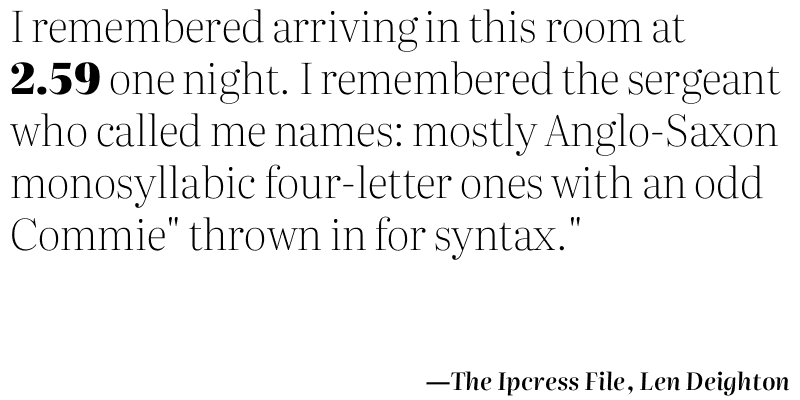 I remembered arriving in this room at
2.59 one night. I remembered the sergeant
who called me names: mostly Anglo-Saxon
monosyllabic four-letter ones with an odd
Commie" thrown in for syntax."
—The Ipcress File, Len Deighton